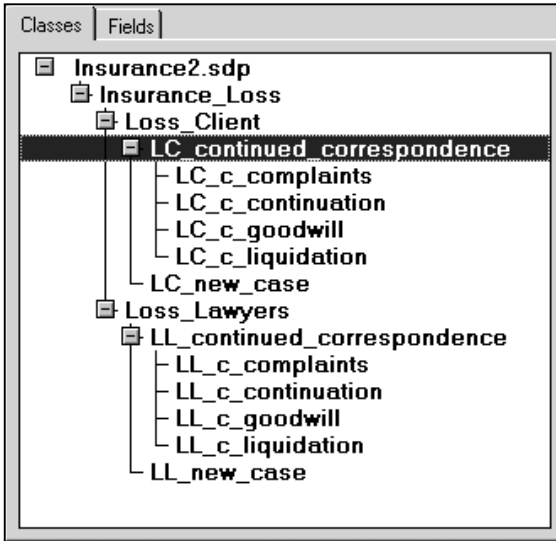 Classes Fields
Insurance2.sdp
Insurance_Loss
Loss_Client
LC_continued_correspondence
LC_c_complaints
LC_c_continuation
LC_c_goodwill
LC_c_liquidation
LC_new_case
Loss_Lawyers
LL_continued_correspondence
LL_c_complaints
LL_c_continuation
LL_c_goodwill
LL_c_liquidation
LL_new_case